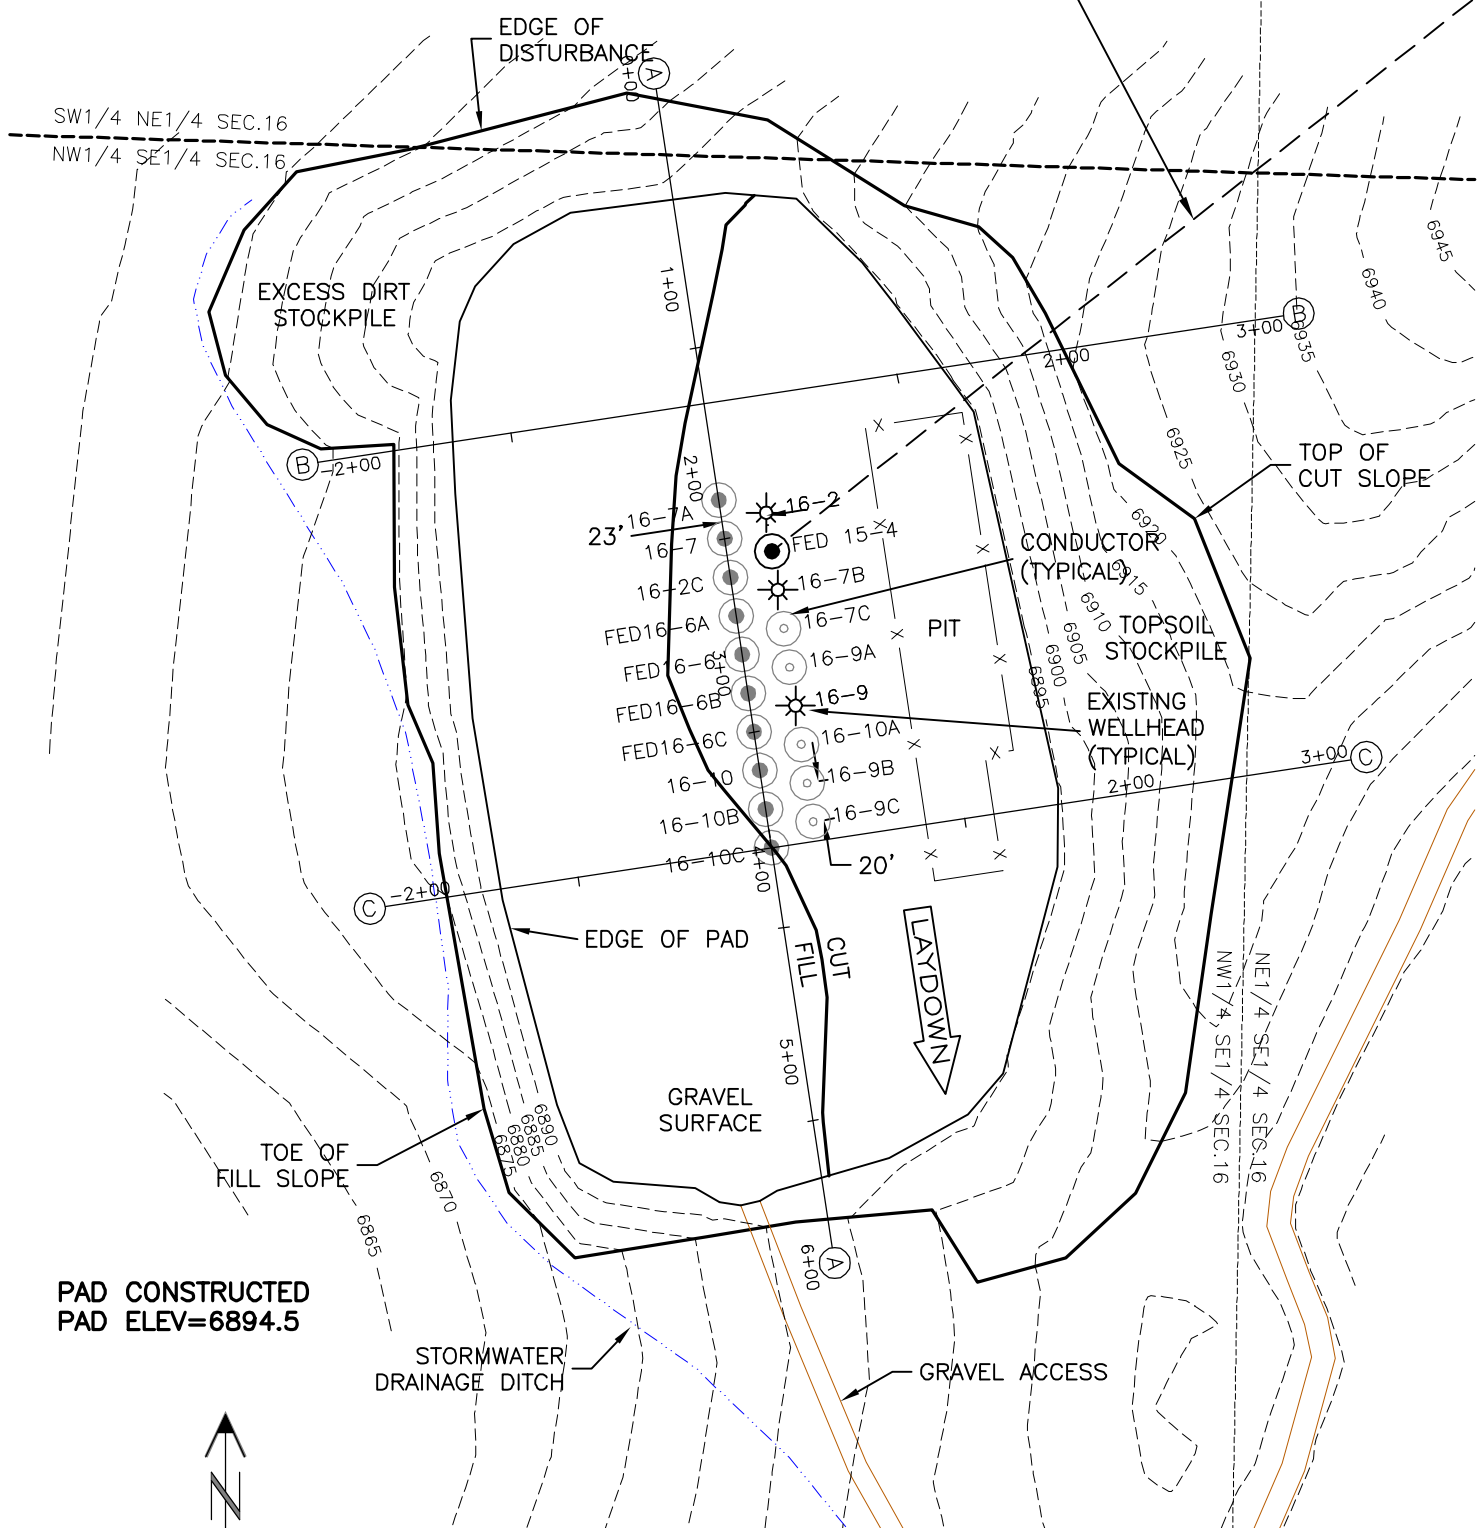 EDGE OF
DISTURBANCE
0+00
A
SW1/4 NE1/4 SEC.16
NW1/4 SE1/4 SEC.16
6945
6940
6935
6930
6925
6920
6915
6910
6905
6900
6895
EXCESS DIRT
STOCKPILE
1+00
B
3+00
2+00
B
-2+00
TOP OF
CUT SLOPE
2+00
16-7A
16-2
23'
16-7
FED 15-4
CONDUCTOR
(TYPICAL)
16-2C
16-7B
FED16-6A
16-7C
PIT
TOPSOIL
STOCKPILE
FED16-6
3+00
16-9A
FED16-6B
16-9
EXISTING
WELLHEAD
(TYPICAL)
FED16-6C
16-10A
16-10
16-9B
16-10B
16-9C
16-10C
4+00
20'
C
3+00
2+00
C
-2+00
X
X
X
X
X
X
X
X
X
X
EDGE OF PAD
FILL
CUT
LAYDOWN
NW1/4 SE1/4 SEC.16
NE1/4 SE1/4 SEC.16
5+00
GRAVEL
SURFACE
6890
6885
6880
6875
6870
6865
TOE OF
FILL SLOPE
6+00
A
PAD CONSTRUCTED
PAD ELEV=6894.5
STORMWATER
DRAINAGE DITCH
GRAVEL ACCESS
N